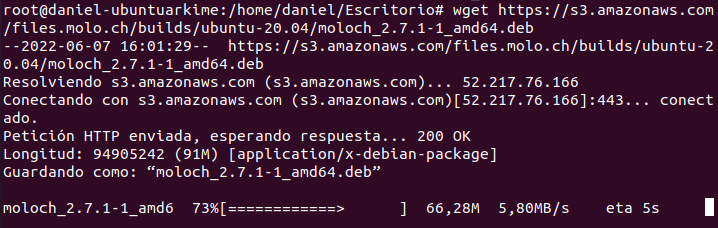 root@daniel-ubuntuarkime:/home/daniel/Escritorio# wget https://s3.amazonaws.com
/files.molo.ch/builds/ubuntu-20.04/moloch_2.7.1-1_amd64.deb
--2022-06-07 16:01:29--  https://s3.amazonaws.com/files.molo.ch/builds/ubuntu-2
0.04/moloch_2.7.1-1_amd64.deb
Resolviendo s3.amazonaws.com (s3.amazonaws.com)... 52.217.76.166
Conectando con s3.amazonaws.com (s3.amazonaws.com)[52.217.76.166]:443... conect
ado.
Petición HTTP enviada, esperando respuesta... 200 OK
Longitud: 94905242 (91M) [application/x-debian-package]
Guardando como: “moloch_2.7.1-1_amd64.deb”
moloch_2.7.1-1_amd6  73%[============>      ]  66,28M  5,80MB/s    eta 5s